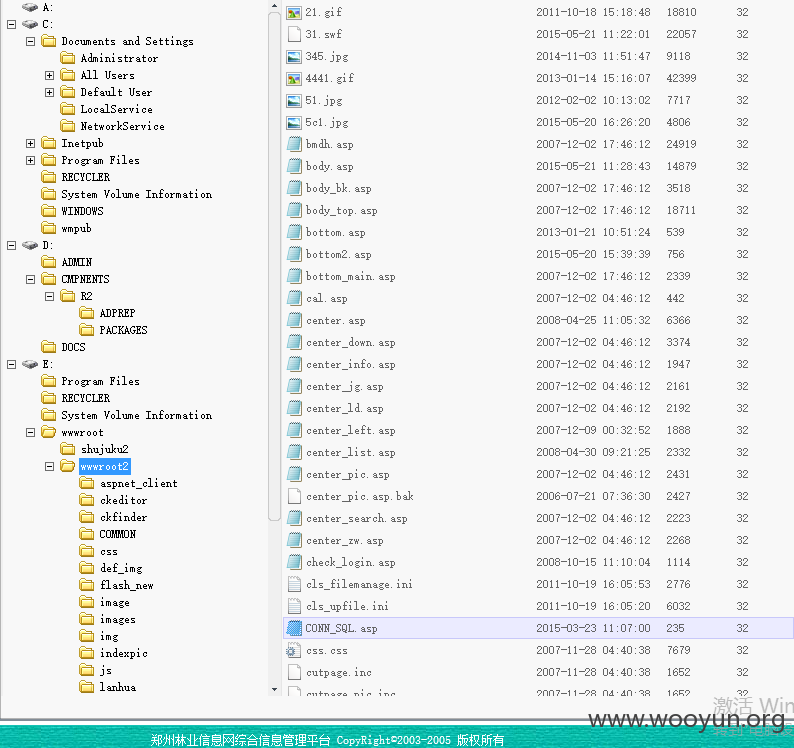 A:
C:
Documents and Settings
Administrator
All Users
Default User
LocalService
NetworkService
Inetpub
Program Files
RECYCLER
System Volume Information
WINDOWS
wmpub
D:
ADMIN
CMPNENTS
R2
ADPREP
PACKAGES
DOCS
E:
Program Files
RECYCLER
System Volume Information
wwwroot
shujuku2
wwwroot2
aspnet_client
ckeditor
ckfinder
COMMON
css
def_img
flash_new
image
images
img
indexpic
js
lanhua
21.gif 2011-10-18 15:18:48 18810 32
31.swf 2015-05-21 11:22:01 22057 32
345.jpg 2014-11-03 11:51:47 9118 32
4441.gif 2013-01-14 15:16:07 42399 32
51.jpg 2012-02-02 10:13:02 7717 32
5c1.jpg 2015-05-20 16:26:20 4806 32
bmdh.asp 2007-12-02 17:46:12 24919 32
body.asp 2015-05-21 11:28:43 14879 32
body_bk.asp 2007-12-02 17:46:12 3518 32
body_top.asp 2007-12-02 17:46:12 18711 32
bottom.asp 2013-01-21 10:51:24 539 32
bottom2.asp 2015-05-20 15:39:39 756 32
bottom_main.asp 2007-12-02 17:46:12 2339 32
cal.asp 2007-12-02 04:46:12 442 32
center.asp 2008-04-25 11:05:32 6366 32
center_down.asp 2007-12-02 04:46:12 3374 32
center_info.asp 2007-12-02 04:46:12 1947 32
center_jg.asp 2007-12-02 04:46:12 2161 32
center_ld.asp 2007-12-02 04:46:12 2192 32
center_left.asp 2007-12-09 00:32:52 1888 32
center_list.asp 2008-04-30 09:21:25 2332 32
center_pic.asp 2007-12-02 04:46:12 2431 32
center_pic.asp.bak 2006-07-21 07:36:30 2427 32
center_search.asp 2007-12-02 04:46:12 2223 32
center_zw.asp 2007-12-02 04:46:12 2268 32
check_login.asp 2008-10-15 11:10:04 1114 32
cls_filemanage.ini 2011-10-19 16:05:53 2776 32
cls_upfile.ini 2011-10-19 16:05:20 6032 32
CONN_SQL.asp 2015-03-23 11:07:00 235 32
css.css 2007-11-28 04:40:38 7679 32
cutpage.inc 2007-11-28 04:40:38 1652 32
cutpage_pic.inc 2007-11-28 04:40:38 1652 32
激活 Win
www.wooyun.org
郑州林业信息网综合信息管理平台 CopyRight©2003-2005 版权所有